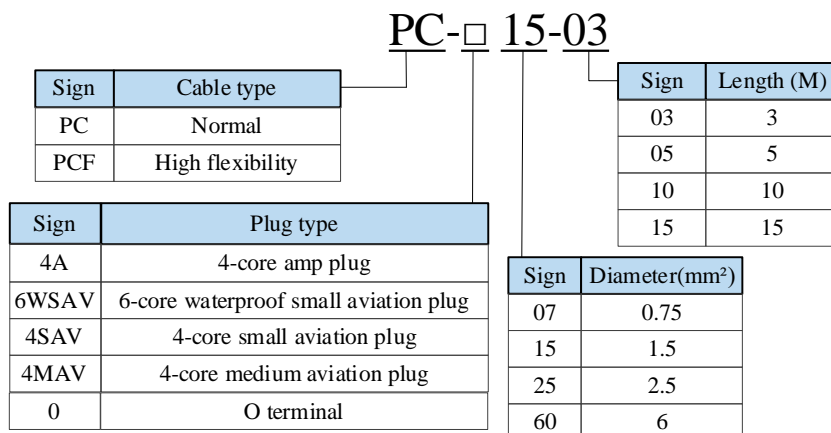 PC-□ 15-03
Sign Cable type
PC Normal
PCF High flexibility
Sign Length (M)
03 3
05 5
10 10
15 15
Sign Plug type
4A 4-core amp plug
6WSAV 6-core waterproof small aviation plug
4SAV 4-core small aviation plug
4MAV 4-core medium aviation plug
0 O terminal
Sign Diameter(mm²)
07 0.75
15 1.5
25 2.5
60 6